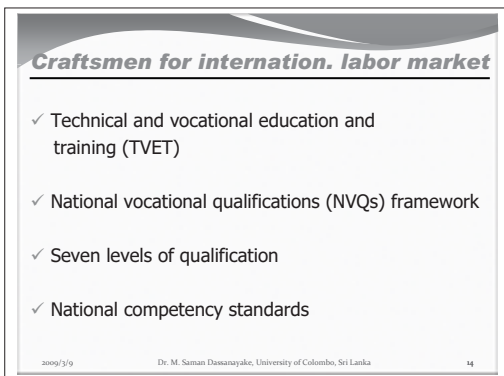 Craftsmen for internation. labor market
✓ Technical and vocational education and
training (TVET)
✓ National vocational qualifications (NVQs) framework
✓ Seven levels of qualification
✓ National competency standards
2009/3/9 Dr. M. Saman Dassanayake, University of Colombo, Sri Lanka 14